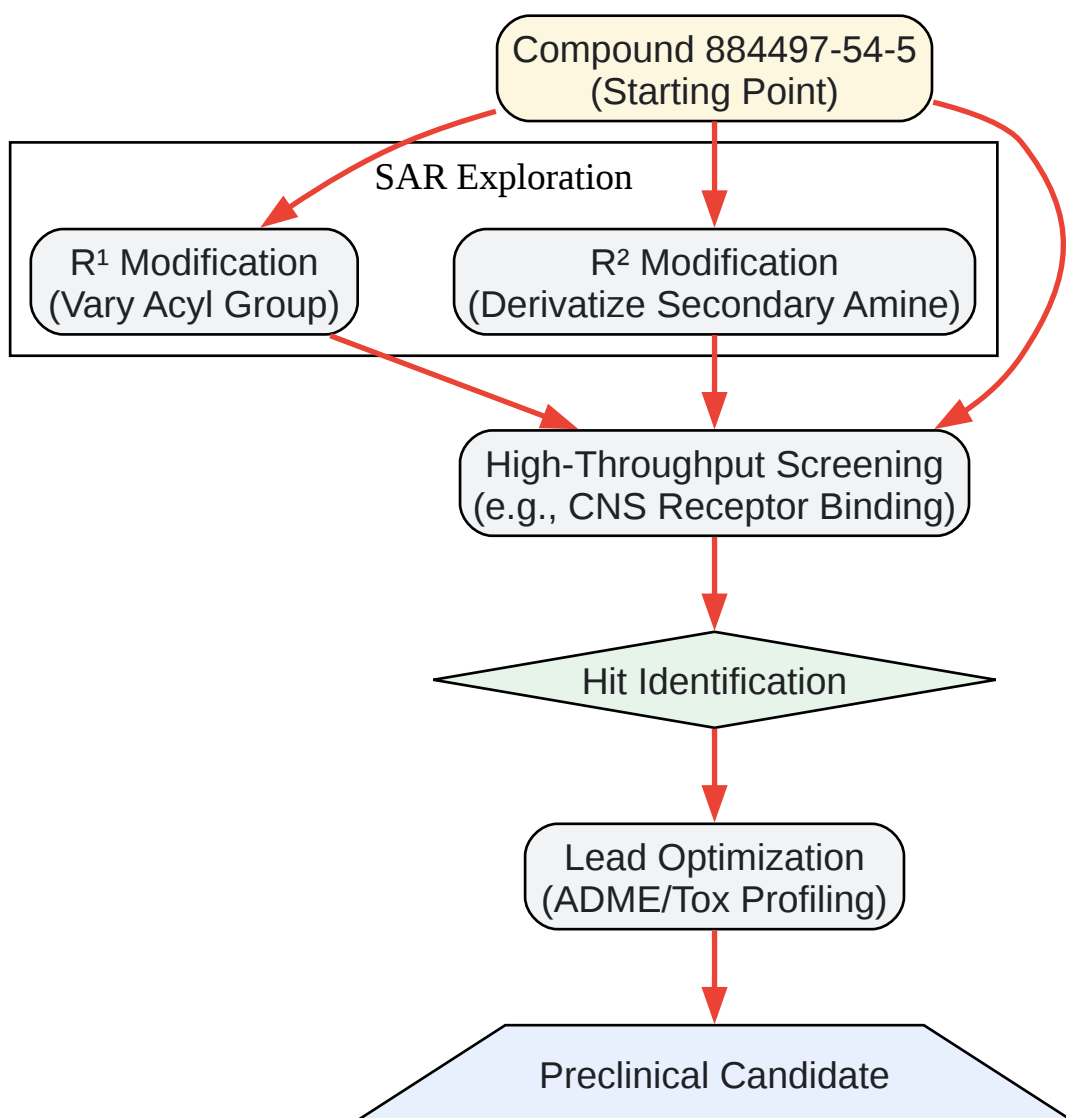 Compound 884497-54-5
(Starting Point)
SAR Exploration
R¹ Modification
(Vary Acyl Group)
R² Modification
(Derivatize Secondary Amine)
High-Throughput Screening
(e.g., CNS Receptor Binding)
Hit Identification
Lead Optimization
(ADME/Tox Profiling)
Preclinical Candidate